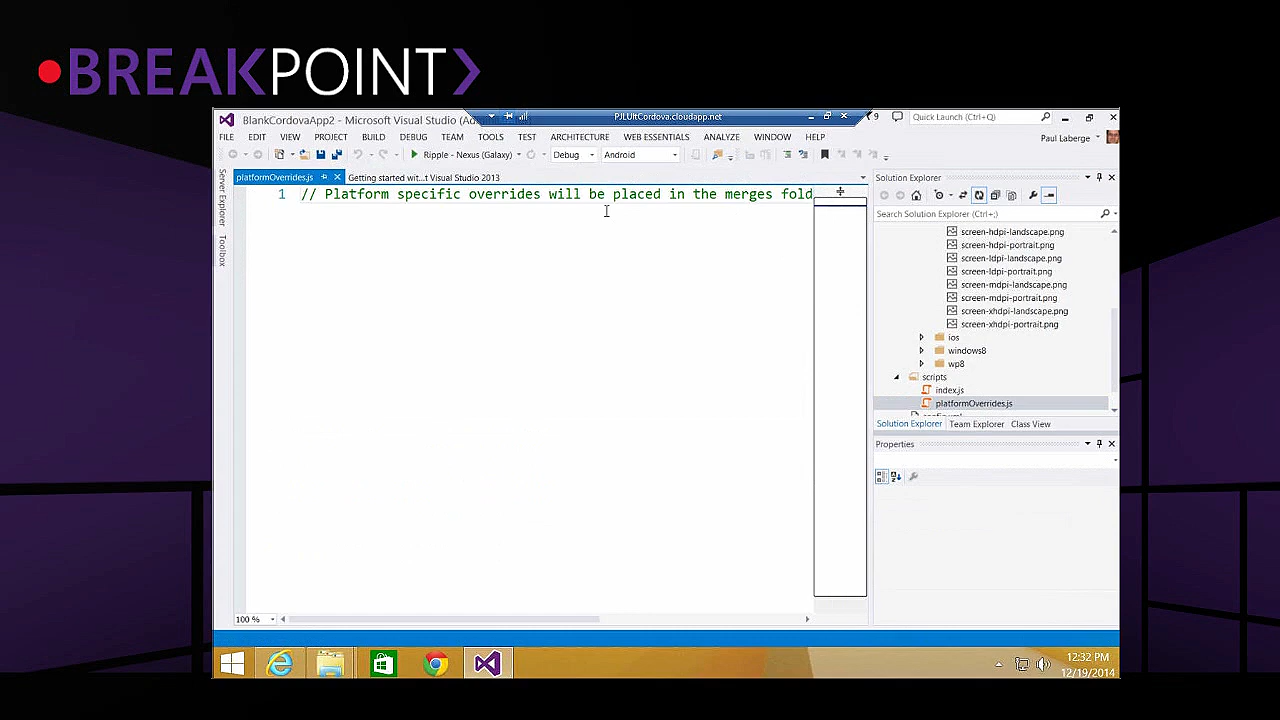 BREAKPOINT
BlankCordovaApp2 - Microsoft Visual Studio (Ad
PJLUltCordova.cloudapp.net
9
Quick Launch (Ctrl+Q)
FILE EDIT VIEW PROJECT BUILD DEBUG TEAM TOOLS TEST ARCHITECTURE WEB ESSENTIALS ANALYZE WINDOW HELP
Paul Laberge
Ripple - Nexus (Galaxy) Debug Android
Server Explorer
Toolbox
platformOverrides.js
Getting started wit...t Visual Studio 2013
1 // Platform specific overrides will be placed in the merges fold
100 %
Solution Explorer
Search Solution Explorer (Ctrl+;)
screen-hdpi-landscape.png
screen-hdpi-portrait.png
screen-ldpi-landscape.png
screen-ldpi-portrait.png
screen-mdpi-landscape.png
screen-mdpi-portrait.png
screen-xhdpi-landscape.png
screen-xhdpi-portrait.png
ios
windows8
wp8
scripts
index.js
platformOverrides.js
Solution Explorer Team Explorer Class View
Properties
12:32 PM
12/19/2014